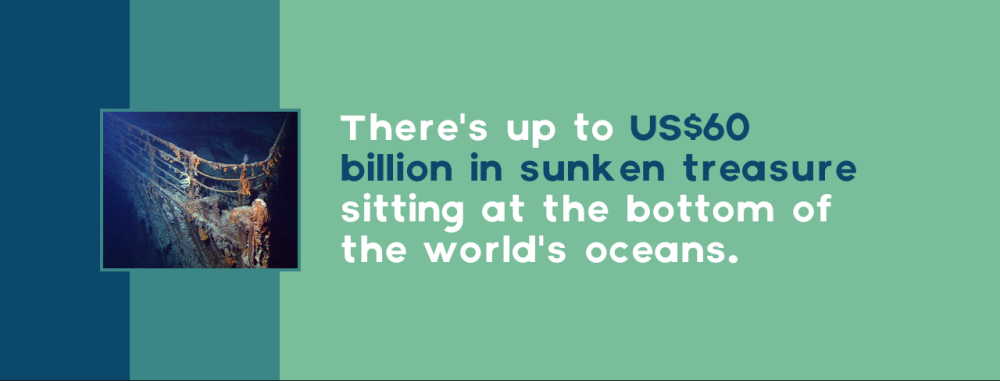 There's up to US$60
billion in sunken treasure
sitting at the bottom of
the world's oceans.